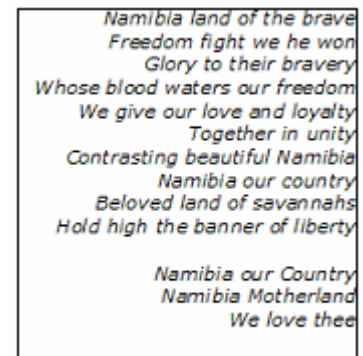 Namibia land of the brave
Freedom fight we he won
Glory to their bravery
Whose blood waters our freedom
We give our love and loyalty
Together in unity
Contrasting beautiful Namibia
Namibia our country
Beloved land of savannahs
Hold high the banner of liberty
Namibia our Country
Namibia Motherland
We love thee